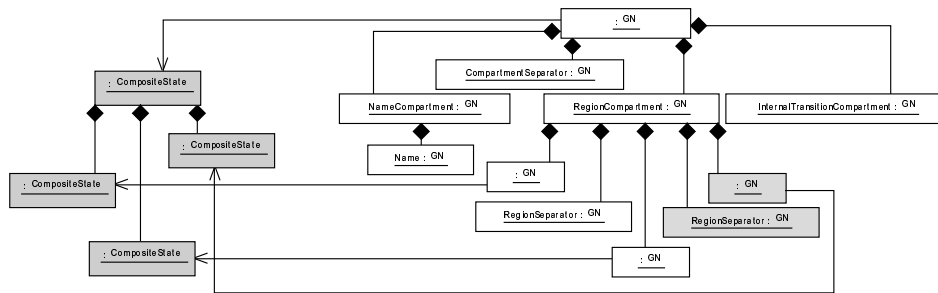 : GN
CompartmentSeparator : GN
: CompositeState
NameCompartment : GN
RegionCompartment : GN
InternalTransitionCompartment : GN
: CompositeState
Name : GN
: GN
: CompositeState
: GN
RegionSeparator : GN
RegionSeparator : GN
: CompositeState
: GN